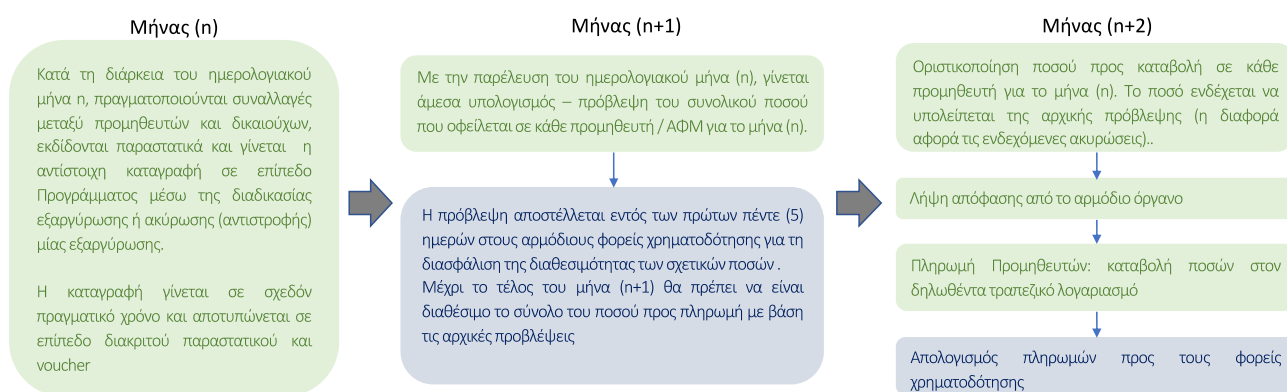 Μήνας (n)
Κατά τη διάρκεια του ημερολογιακού
μήνα n, πραγματοποιούνται συναλλαγές
μεταξύ προμηθευτών και δικαιούχων,
εκδίδονται παραστατικά και γίνεται η
αντίστοιχη καταγραφή σε επίπεδο
Προγράμματος μέσω της διαδικασίας
εξαργύρωσης ή ακύρωσης (αντιστροφής)
μίας εξαργύρωσης.
Η καταγραφή γίνεται σε σχεδόν
πραγματικό χρόνο και αποτυπώνεται σε
επίπεδο διακριτού παραστατικού και
voucher
Μήνας (n+1)
Με την παρέλευση του ημερολογιακού μήνα (n), γίνεται
άμεσα υπολογισμός – πρόβλεψη του συνολικού ποσού
που οφείλεται σε κάθε προμηθευτή / ΑΦΜ για το μήνα (n).
Η πρόβλεψη αποστέλλεται εντός των πρώτων πέντε (5)
ημερών στους αρμόδιους φορείς χρηματοδότησης για τη
διασφάλιση της διαθεσιμότητας των σχετικών ποσών .
Μέχρι το τέλος του μήνα (n+1) θα πρέπει να είναι
διαθέσιμο το σύνολο του ποσού προς πληρωμή με βάση
τις αρχικές προβλέψεις
Μήνας (n+2)
Οριστικοποίηση ποσού προς καταβολή σε κάθε
προμηθευτή για το μήνα (n). Το ποσό ενδέχεται να
υπολείπεται της αρχικής πρόβλεψης (η διαφορά
αφορά τις ενδεχόμενες ακυρώσεις)..
Λήψη απόφασης από το αρμόδιο όργανο
Πληρωμή Προμηθευτών: καταβολή ποσών στον
δηλωθέντα τραπεζικό λογαριασμό
Απολογισμός πληρωμών προς τους φορείς
χρηματοδότησης